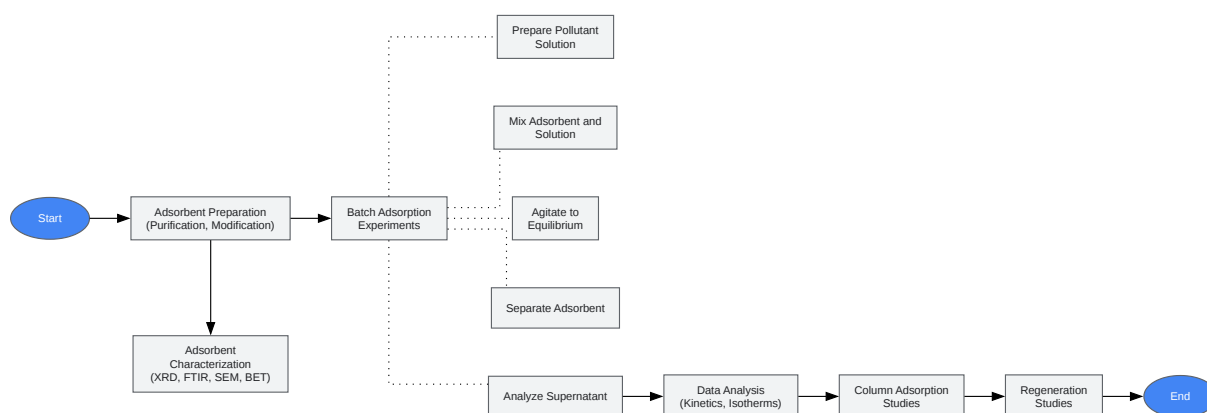 Prepare Pollutant
Solution
Mix Adsorbent and
Solution
Start
Adsorbent Preparation
(Purification, Modification)
Batch Adsorption
Experiments
Agitate to
Equilibrium
Separate Adsorbent
Adsorbent
Characterization
(XRD, FTIR, SEM, BET)
Analyze Supernatant
Data Analysis
(Kinetics, Isotherms)
Column Adsorption
Studies
Regeneration
Studies
End